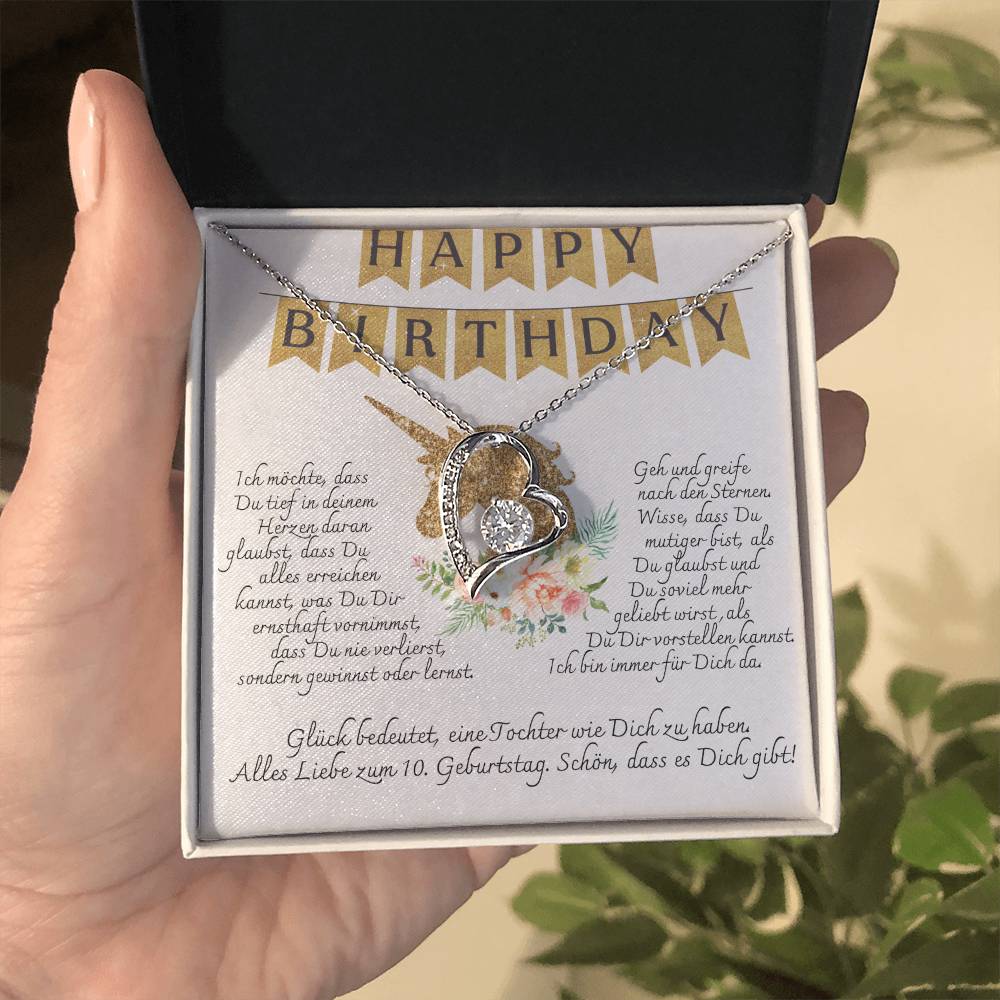 HAPPY
BIRTHDAY
Ich möchte, dass
Du tief in deinem
Herzen daran
glaubst, dass Du
alles erreichen
kannst, was Du Dir
ernsthaft vornimmst,
dass Du nie verlierst,
sondern gewinnst oder lernst.
Geh und greife
nach den Sternen.
Wisse, dass Du
mutiger bist, als
Du glaubst und
Du soviel mehr
geliebt wirst, als
Du Dir vorstellen kannst.
Ich bin immer für Dich da.
Glück bedeutet, eine Tochter wie Dich zu haben.
Alles Liebe zum 10. Geburtstag. Schön, dass es Dich gibt!